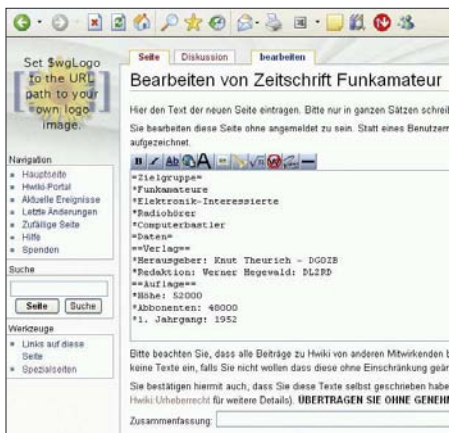 Set $wgLogo
to the URL
path to your
own logo
image.
Navigation
Hauptseite
Hwiki-Portal
Aktuelle Ereignisse
Letzte Änderungen
Zufällige Seite
Hilfe
Spenden
Suche
Seite Suche
Werkzeuge
Links auf diese
Seite
Spezialseiten
Seite Diskussion bearbeiten
Bearbeiten von Zeitschrift Funkamateur
Hier den Text der neuen Seite eintragen. Bitte nur in ganzen Sätzen schreib
Sie bearbeiten diese Seite ohne angemeldet zu sein. Statt eines Benutzern
aufgezeichnet.
=Zielgruppe=
*Funkamateure
*Elektronik-Interessierte
*Radiohörer
*Computerbastler
=Daten=
==Verlag==
*Herausgeber: Knut Theurich - DG0ZB
*Redaktion: Werner Hegewald: DL2RD
==Auflage==
*Höhe: 52000
*Abbonenten: 48000
*1. Jahrgang: 1952
Bitte beachten Sie, dass alle Beiträge zu Hwiki von anderen Mitwirkenden b
keine Texte ein, falls Sie nicht wollen dass diese ohne Einschränkung geän
Sie bestätigen hiermit auch, dass Sie diese Texte selbst geschrieben habe
Hwiki:Urheberrecht für weitere Details). ÜBERTRAGEN SIE OHNE GENEHM
Zusammenfassung: